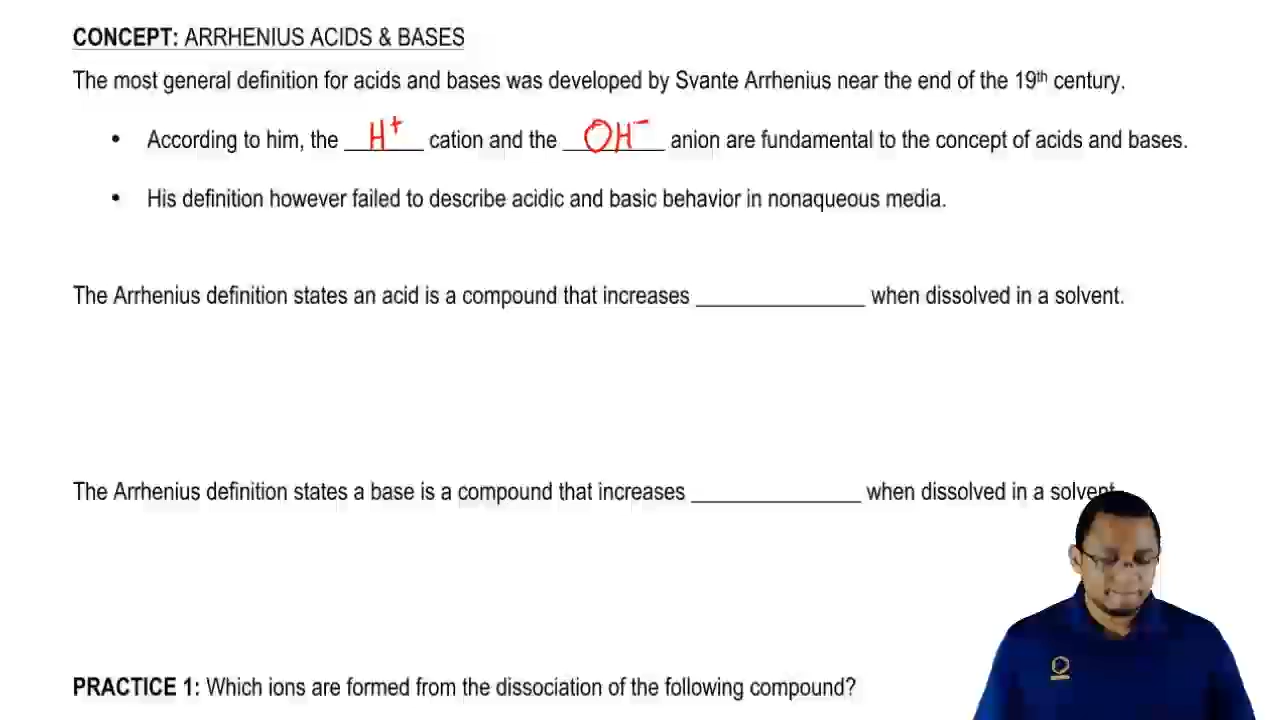 CONCEPT: ARRHENIUS ACIDS & BASES
The most general definition for acids and bases was developed by Svante Arrhenius near the end of the 19th century.
• According to him, the H+ cation and the OH- anion are fundamental to the concept of acids and bases.
• His definition however failed to describe acidic and basic behavior in nonaqueous media.
The Arrhenius definition states an acid is a compound that increases ______________ when dissolved in a solvent.
The Arrhenius definition states a base is a compound that increases ______________ when dissolved in a solvent
PRACTICE 1: Which ions are formed from the dissociation of the following compound?